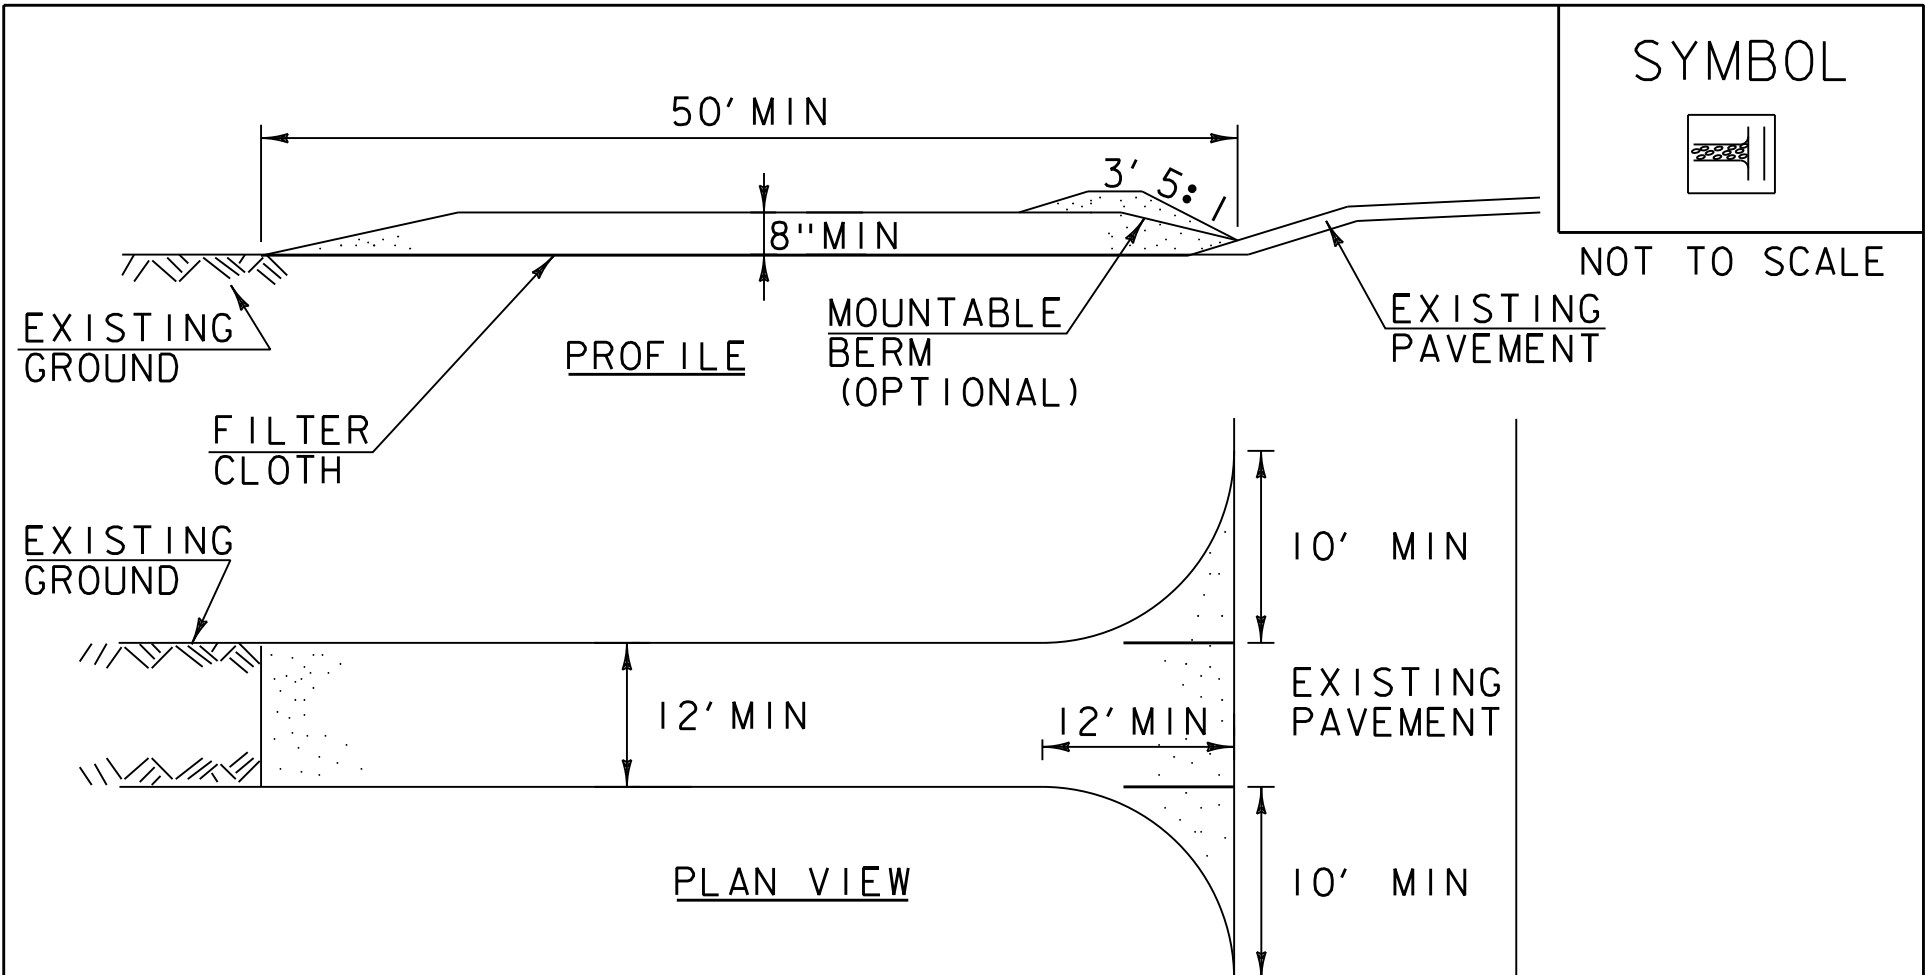 SYMBOL
NOT TO SCALE
50' MIN
3' 5:1
8" MIN
EXISTING
GROUND
PROFILE
MOUNTABLE
BERM
(OPTIONAL)
EXISTING
PAVEMENT
FILTER
CLOTH
EXISTING
GROUND
10' MIN
12' MIN
12' MIN
EXISTING
PAVEMENT
PLAN VIEW
10' MIN